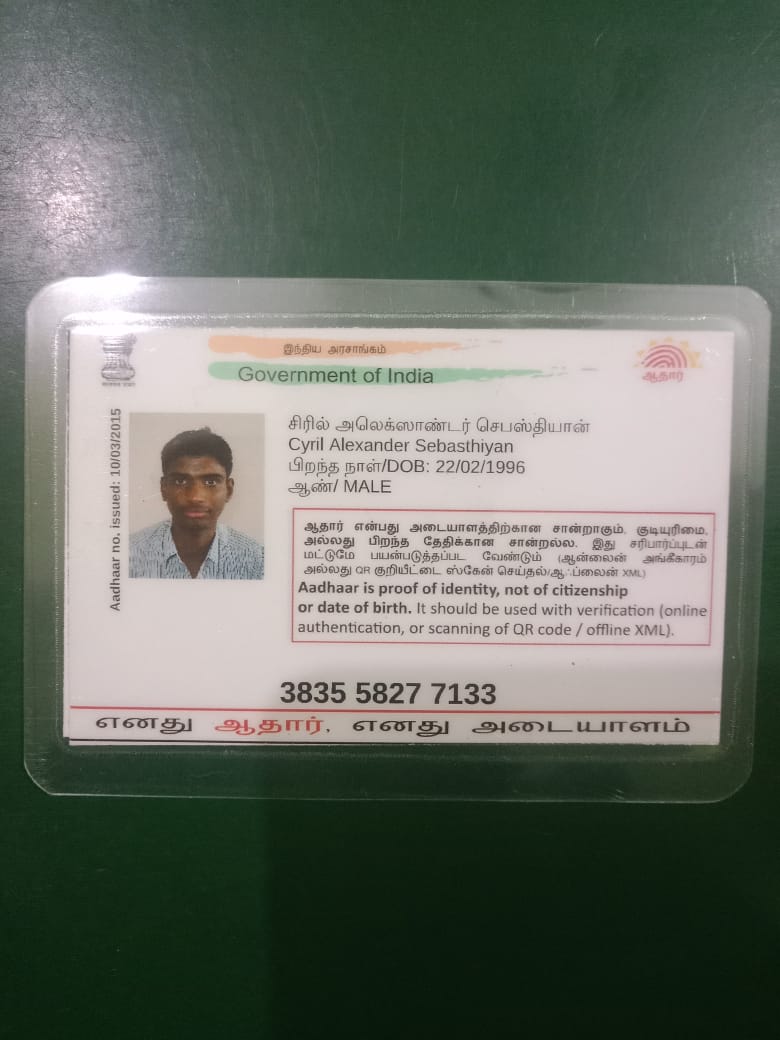 இந்திய அரசாங்கம்
Government of India
ஆதார்
Aadhaar no. issued: 10/03/2015
சிரில் அலெக்ஸாண்டர் செபஸ்தியான்
Cyril Alexander Sebasthiyan
பிறந்த நாள்/DOB: 22/02/1996
ஆண்/ MALE
ஆதார் என்பது அடையாளத்திற்கான சான்றாகும், குடியுரிமை,
அல்லது பிறந்த தேதிக்கான சான்றல்ல. இது சரிபார்ப்புடன்
மட்டுமே பயன்படுத்தப்பட வேண்டும் (ஆன்லைன் அங்கீகாரம்
அல்லது QR குறியீட்டை ஸ்கேன் செய்தல்/ஆஃப்லைன் XML)
Aadhaar is proof of identity, not of citizenship
or date of birth. It should be used with verification (online
authentication, or scanning of QR code / offline XML).
3835 5827 7133
எனது ஆதார், எனது அடையாளம்